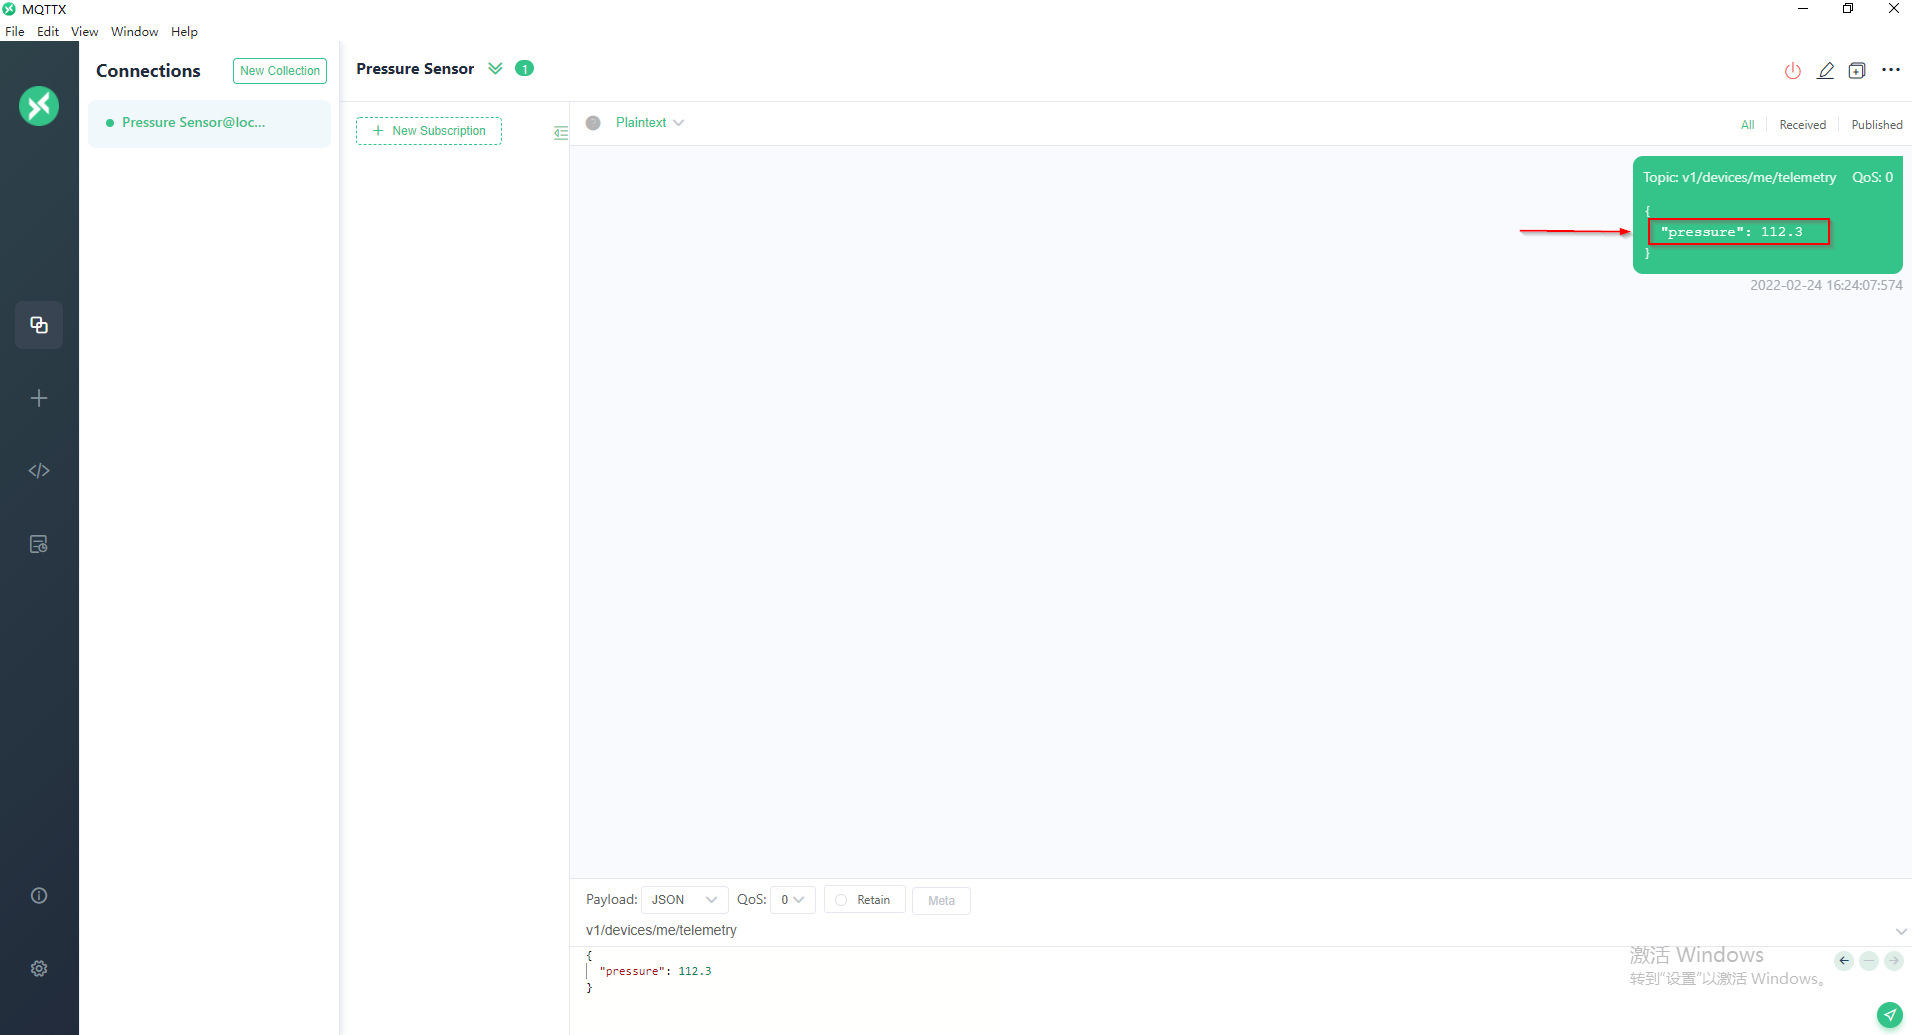 MQTTX
File Edit View Window Help
Connections
New Collection
Pressure Sensor@loc...
Pressure Sensor
1
+ New Subscription
?
Plaintext
All
Received
Published
Topic: v1/devices/me/telemetry QoS: 0
{
"pressure": 112.3
}
2022-02-24 16:24:07:574
Payload: JSON QoS: 0 Retain Meta
v1/devices/me/telemetry
{
"pressure": 112.3
}
激活 Windows
转到“设置”以激活 Windows。